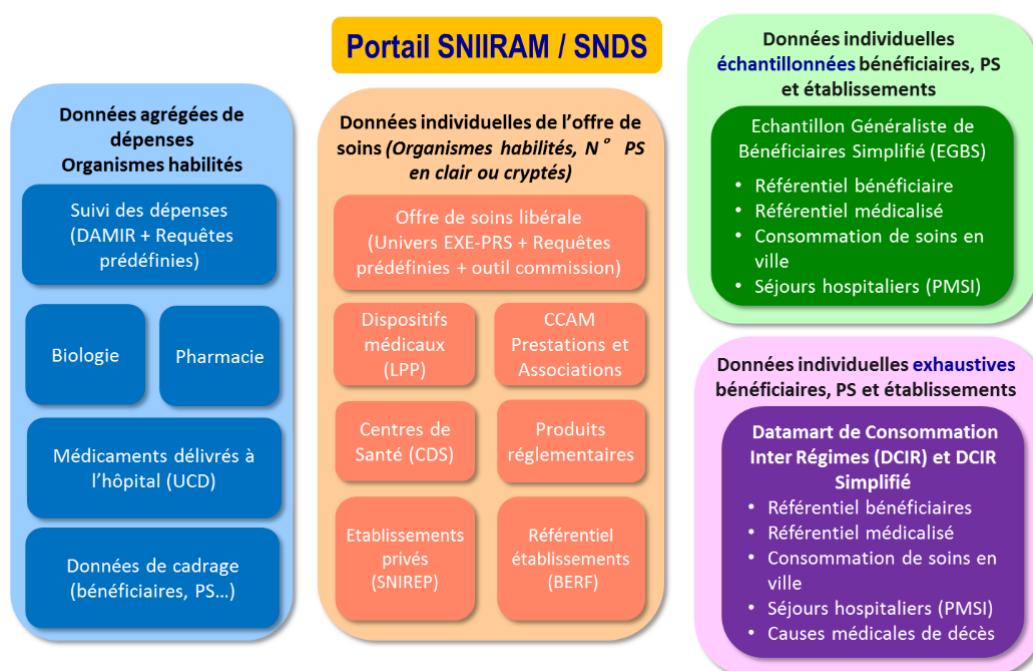 Portail SNIIRAM / SNDS
Données agrégées de
dépenses
Organismes habilités
Suivi des dépenses
(DAMIR + Requêtes
prédéfinies)
Biologie
Pharmacie
Médicaments délivrés à
l’hôpital (UCD)
Données de cadrage
(bénéficiaires, PS…)
Données individuelles de l’offre de
soins (Organismes habilités, N° PS
en clair ou cryptés)
Offre de soins libérale
(Univers EXE-PRS + Requêtes
prédéfinies + outil commission)
Dispositifs
médicaux
(LPP)
CCAM
Prestations et
Associations
Centres de
Santé (CDS)
Produits
réglementaires
Etablissements
privés
(SNIREP)
Référentiel
établissements
(BERF)
Données individuelles
échantillonnées bénéficiaires, PS
et établissements
Echantillon Généraliste de
Bénéficiaires Simplifié (EGBS)
• Référentiel bénéficiaire
• Référentiel médicalisé
• Consommation de soins en
ville
• Séjours hospitaliers (PMSI)
Données individuelles exhaustives
bénéficiaires, PS et établissements
Datamart de Consommation
Inter Régimes (DCIR) et DCIR
Simplifié
• Référentiel bénéficiaires
• Référentiel médicalisé
• Consommation de soins en
ville
• Séjours hospitaliers (PMSI)
• Causes médicales de décès